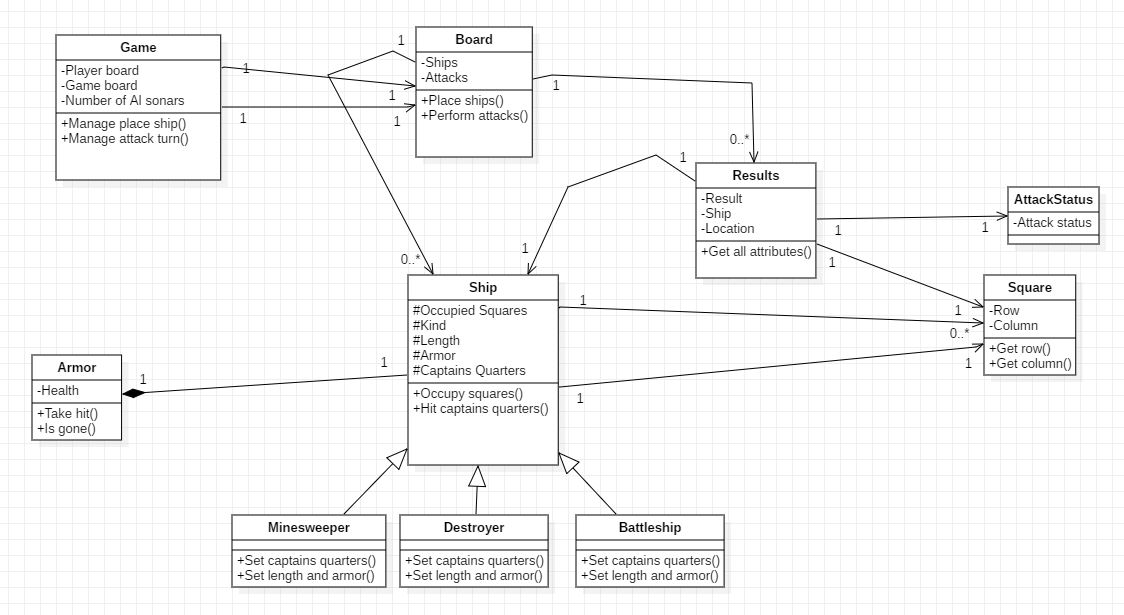 Game
-Player board
-Game board
-Number of AI sonars
+Manage place ship()
+Manage attack turn()
1
1
1
1
1
Board
-Ships
-Attacks
+Place ships()
+Perform attacks()
1
0..*
Results
-Result
-Ship
-Location
+Get all attributes()
1
1
0..*
1
1
AttackStatus
-Attack status
1
1
0..*
1
Square
-Row
-Column
+Get row()
+Get column()
Ship
#Occupied Squares
#Kind
#Length
#Armor
#Captains Quarters
+Occupy squares()
+Hit captains quarters()
1
1
Armor
-Health
+Take hit()
+Is gone()
1
1
Minesweeper
+Set captains quarters()
+Set length and armor()
Destroyer
+Set captains quarters()
+Set length and armor()
Battleship
+Set captains quarters()
+Set length and armor()